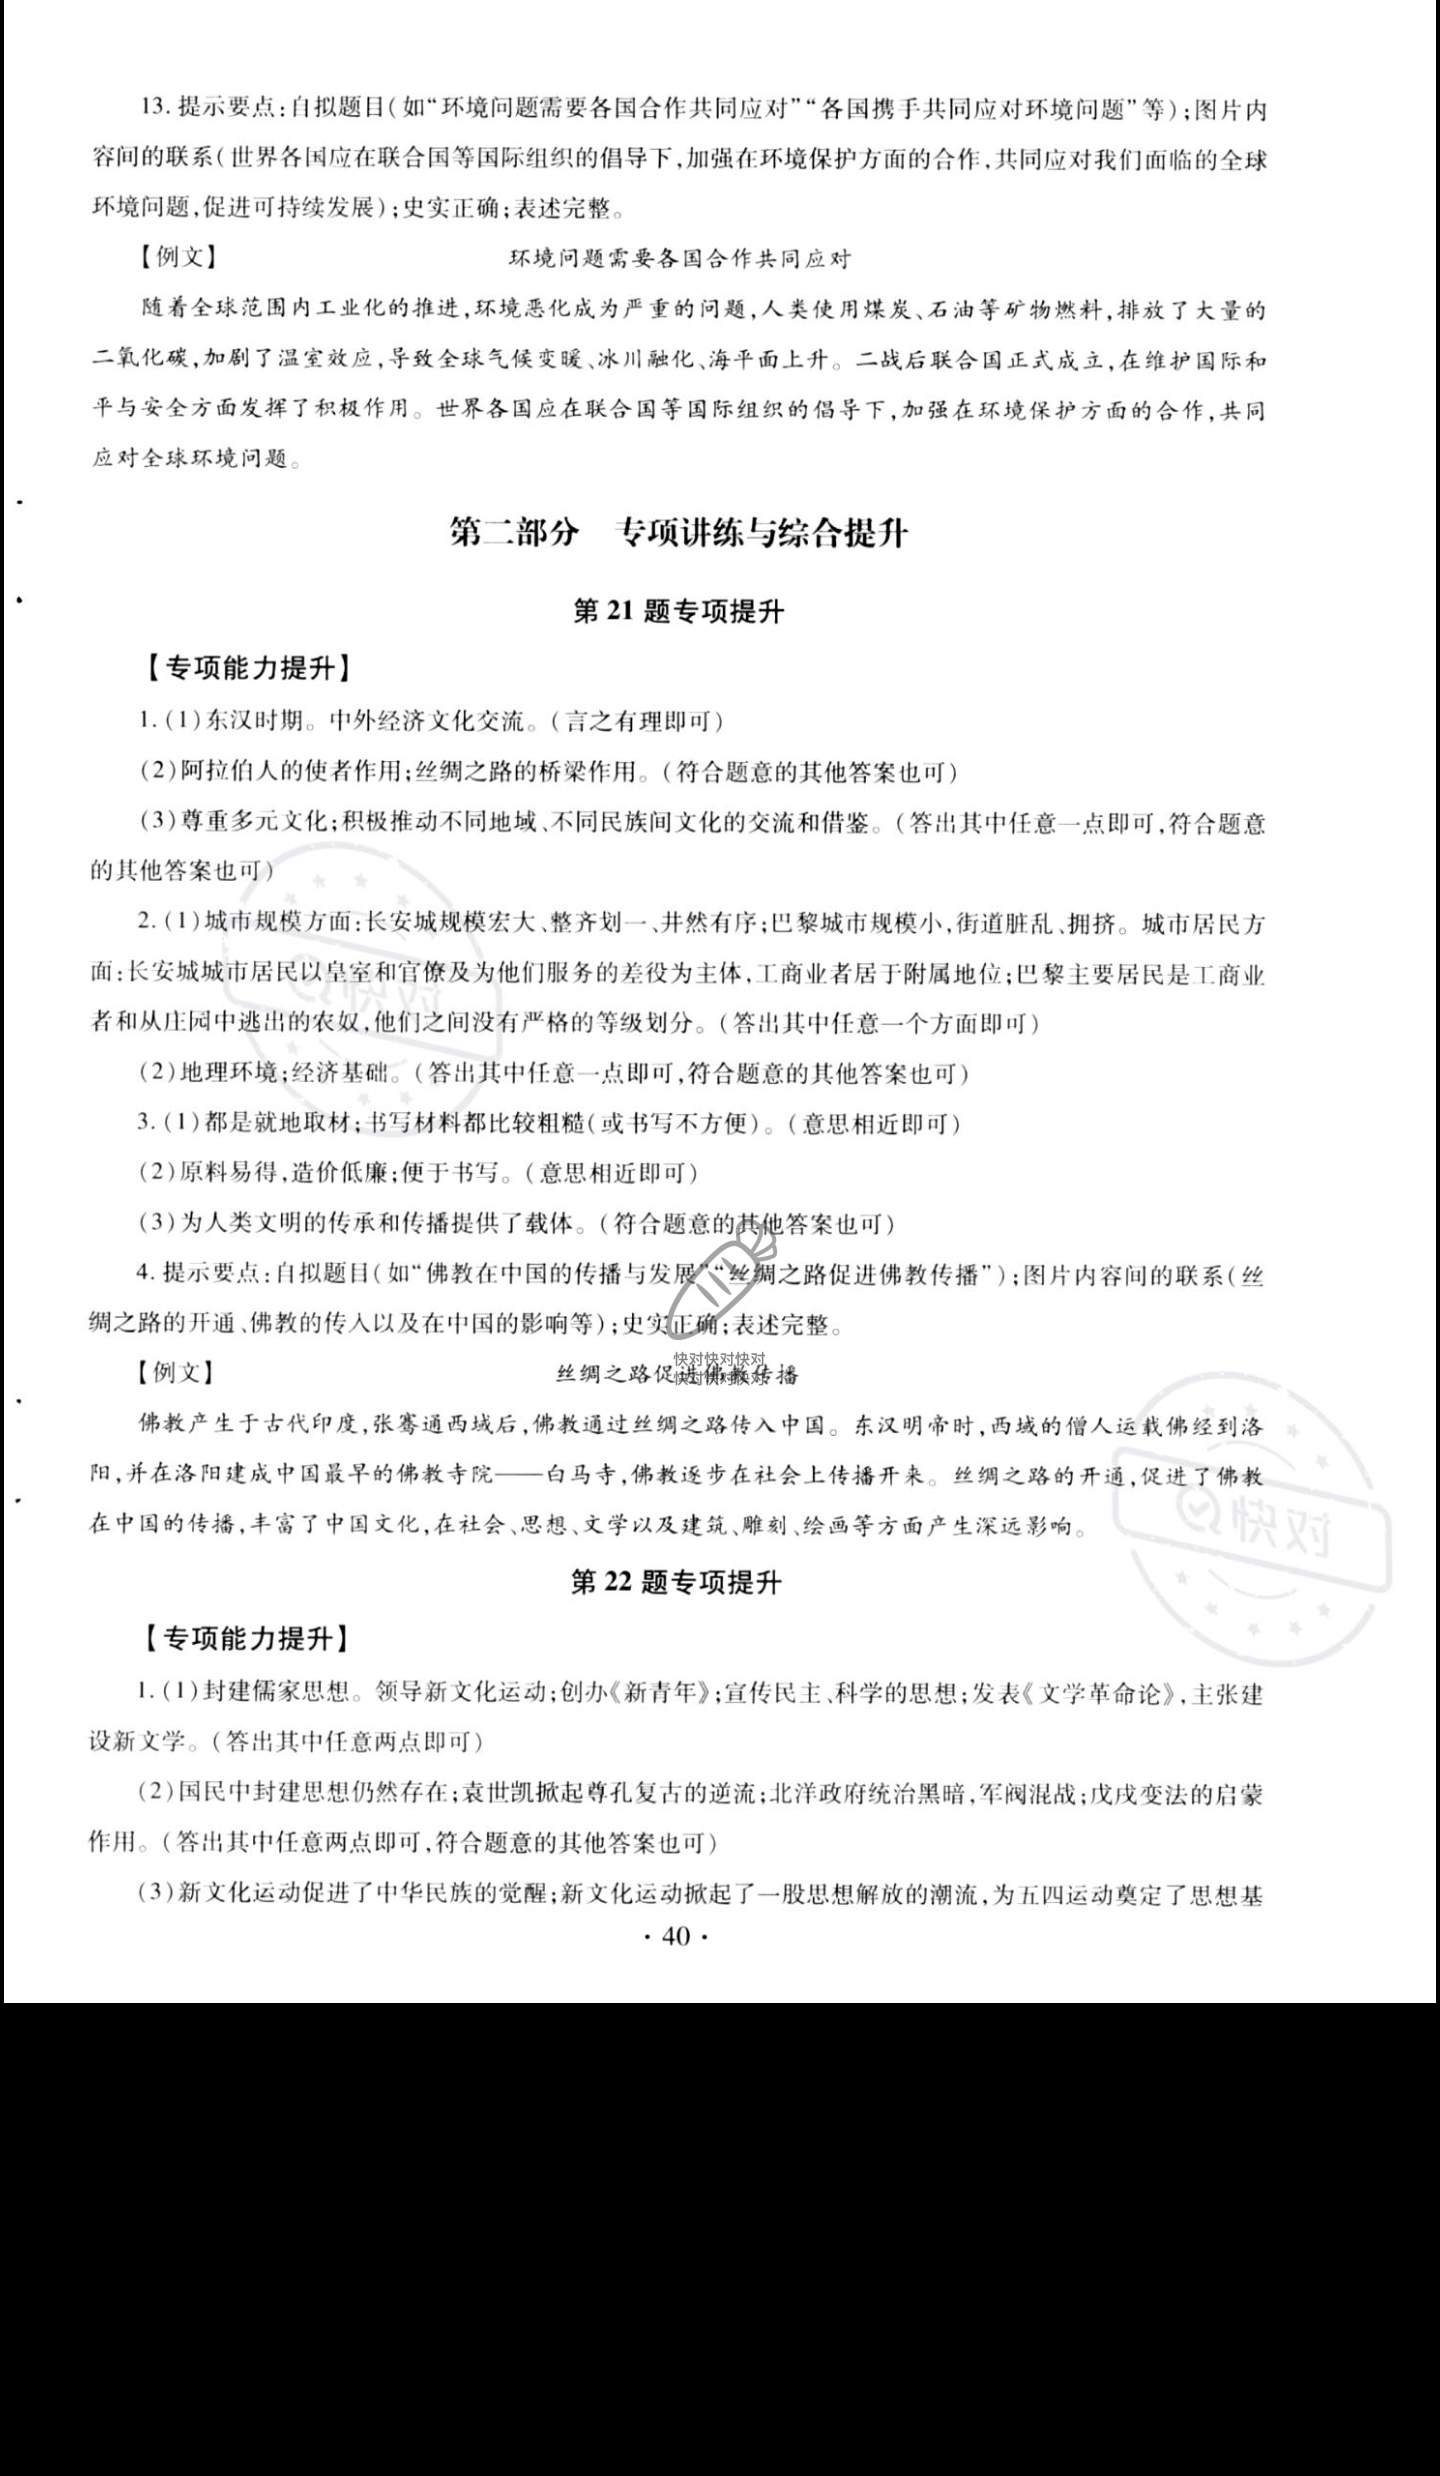 13. 提示要点:自拟题目(如“环境问题需要各国合作共同应对”“各国携手共同应对环境问题”等);图片内
容间的联系(世界各国应在联合国等国际组织的倡导下,加强在环境保护方面的合作,共同应对我们面临的全球
环境问题,促进可持续发展);史实正确;表述完整。
【例文】 环境问题需要各国合作共同应对
随着全球范围内工业化的推进,环境恶化成为严重的问题,人类使用煤炭、石油等矿物燃料,排放了大量的
二氧化碳,加剧了温室效应,导致全球气候变暖、冰川融化、海平面上升。二战后联合国正式成立,在维护国际和
平与安全方面发挥了积极作用。世界各国应在联合国等国际组织的倡导下,加强在环境保护方面的合作,共同
应对全球环境问题。
第二部分 专项讲练与综合提升
第 21 题专项提升
【专项能力提升】
1. (1)东汉时期。中外经济文化交流。(言之有理即可)
(2)阿拉伯人的使者作用;丝绸之路的桥梁作用。(符合题意的其他答案也可)
(3)尊重多元文化;积极推动不同地域、不同民族间文化的交流和借鉴。(答出其中任意一点即可,符合题意
的其他答案也可)
2. (1)城市规模方面:长安城规模宏大、整齐划一、井然有序;巴黎城市规模小,街道脏乱、拥挤。城市居民方
面:长安城城市居民以皇室和官僚及为他们服务的差役为主体,工商业者居于附属地位;巴黎主要居民是工商业
者和从庄园中逃出的农奴,他们之间没有严格的等级划分。(答出其中任意一个方面即可)
(2)地理环境;经济基础。(答出其中任意一点即可,符合题意的其他答案也可)
3. (1)都是就地取材;书写材料都比较粗糙(或书写不方便)。(意思相近即可)
(2)原料易得,造价低廉;便于书写。(意思相近即可)
(3)为人类文明的传承和传播提供了载体。(符合题意的其他答案也可)
4. 提示要点:自拟题目(如“佛教在中国的传播与发展”“丝绸之路促进佛教传播”);图片内容间的联系(丝
绸之路的开通、佛教的传入以及在中国的影响等);史实正确;表述完整。
快对快对快对
【例文】 丝绸之路促进佛教传播
快对快对快对
佛教产生于古代印度,张骞通西域后,佛教通过丝绸之路传入中国。东汉明帝时,西域的僧人运载佛经到洛
阳,并在洛阳建成中国最早的佛教寺院——白马寺,佛教逐步在社会上传播开来。丝绸之路的开通,促进了佛教
在中国的传播,丰富了中国文化,在社会、思想、文学以及建筑、雕刻、绘画等方面产生深远影响。
快对
第 22 题专项提升
【专项能力提升】
1. (1)封建儒家思想。领导新文化运动;创办《新青年》;宣传民主、科学的思想;发表《文学革命论》,主张建
设新文学。(答出其中任意两点即可)
(2)国民中封建思想仍然存在;袁世凯掀起尊孔复古的逆流;北洋政府统治黑暗,军阀混战;戊戌变法的启蒙
作用。(答出其中任意两点即可,符合题意的其他答案也可)
(3)新文化运动促进了中华民族的觉醒;新文化运动掀起了一股思想解放的潮流,为五四运动奠定了思想基
· 40 ·